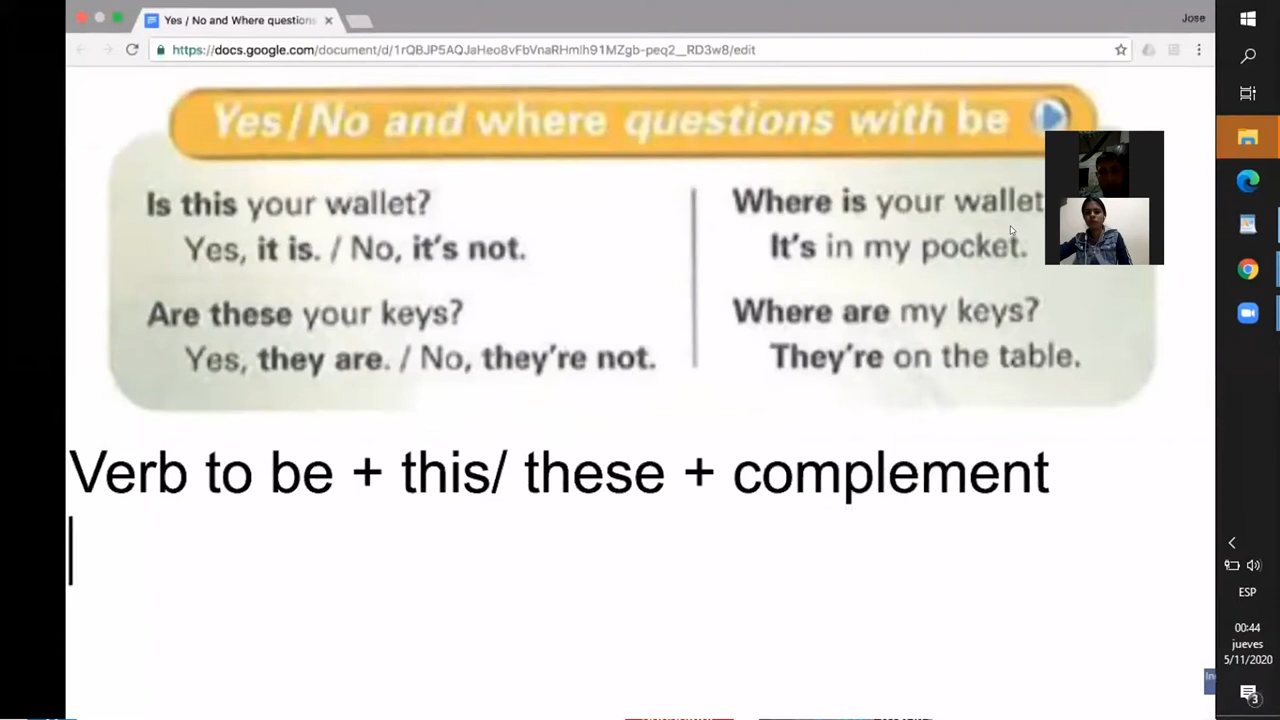 Yes / No and Where questions
Jose
https://docs.google.com/document/d/1rQBJP5AQJaHeo8vFbVnaRHmlh91MZgb-peq2__RD3w8/edit
Yes/No and where questions with be
Is this your wallet?
Yes, it is. / No, it's not.
Are these your keys?
Yes, they are. / No, they're not.
Where is your wallet
It's in my pocket.
Where are my keys?
They're on the table.
Verb to be + this/ these + complement
ESP
00:44
jueves
5/11/2020
3